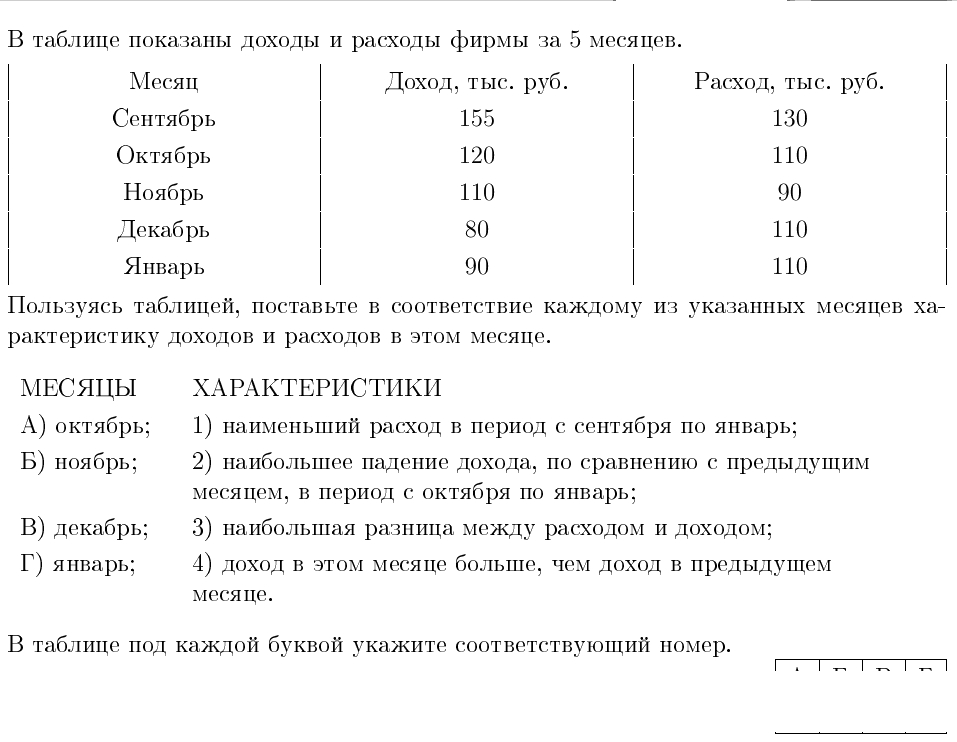 В таблице показаны доходы и расходы фирмы за 5 месяцев.
Месяц Доход, тыс. руб. Расход, тыс. руб.
Сентябрь 155 130
Октябрь 120 110
Ноябрь 110 90
Декабрь 80 110
Январь 90 110
Пользуясь таблицей, поставьте в соответствие каждому из указанных месяцев ха-
рактеристику доходов и расходов в этом месяце.
МЕСЯЦЫ ХАРАКТЕРИСТИКИ
А) октябрь; 1) наименьший расход в период с сентября по январь;
Б) ноябрь; 2) наибольшее падение дохода, по сравнению с предыдущим
месяцем, в период с октября по январь;
В) декабрь; 3) наибольшая разница между расходом и доходом;
Г) январь; 4) доход в этом месяце больше, чем доход в предыдущем
месяце.
В таблице под каждой буквой укажите соответствующий номер.